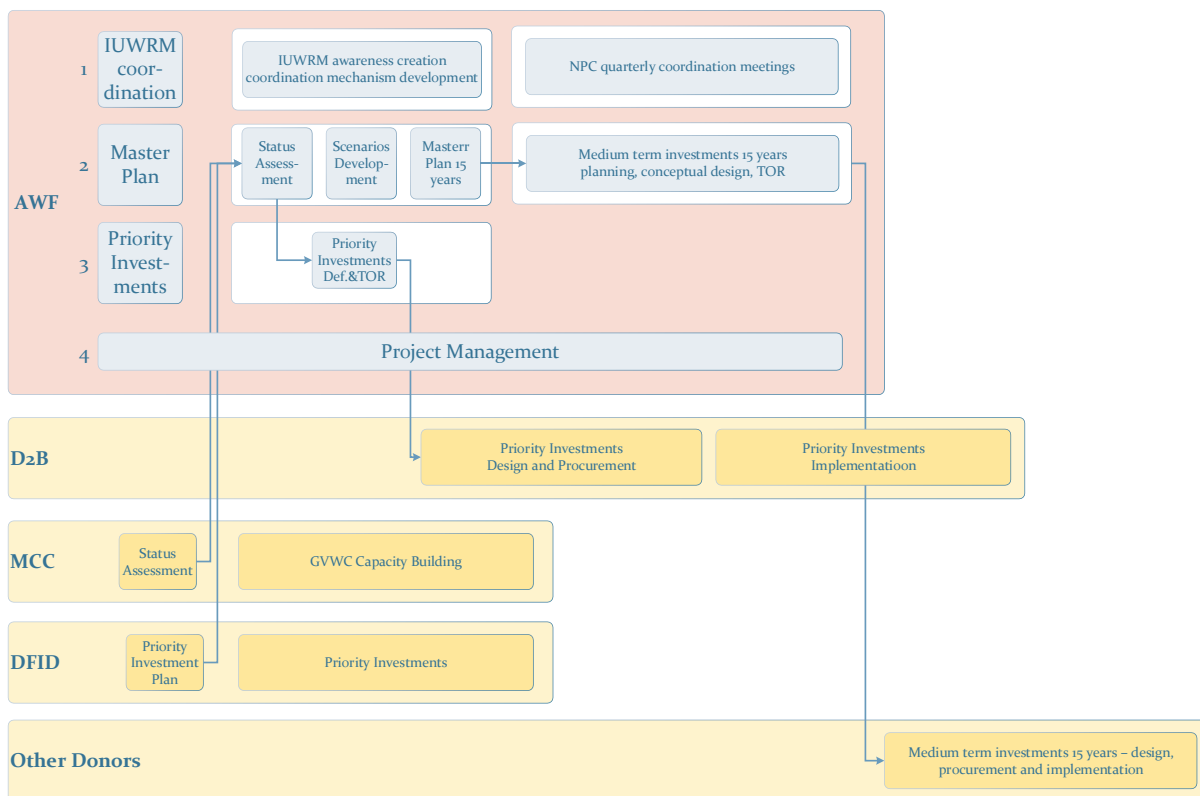 AWF
1
IUWRM
coor-
dination
IUWRM awareness creation
coordination mechanism development
NPC quarterly coordination meetings
2
Master
Plan
Status
Assess-
ment
Scenarios
Develop-
ment
Masterr
Plan 15
years
Medium term investments 15 years
planning, conceptual design, TOR
3
Priority
Invest-
ments
Priority
Investments
Def.&TOR
4
Project Management
D2B
Priority Investments
Design and Procurement
Priority Investments
Implementatioon
MCC
Status
Assessment
GVWC Capacity Building
DFID
Priority
Investment
Plan
Priority Investments
Other Donors
Medium term investments 15 years – design,
procurement and implementation